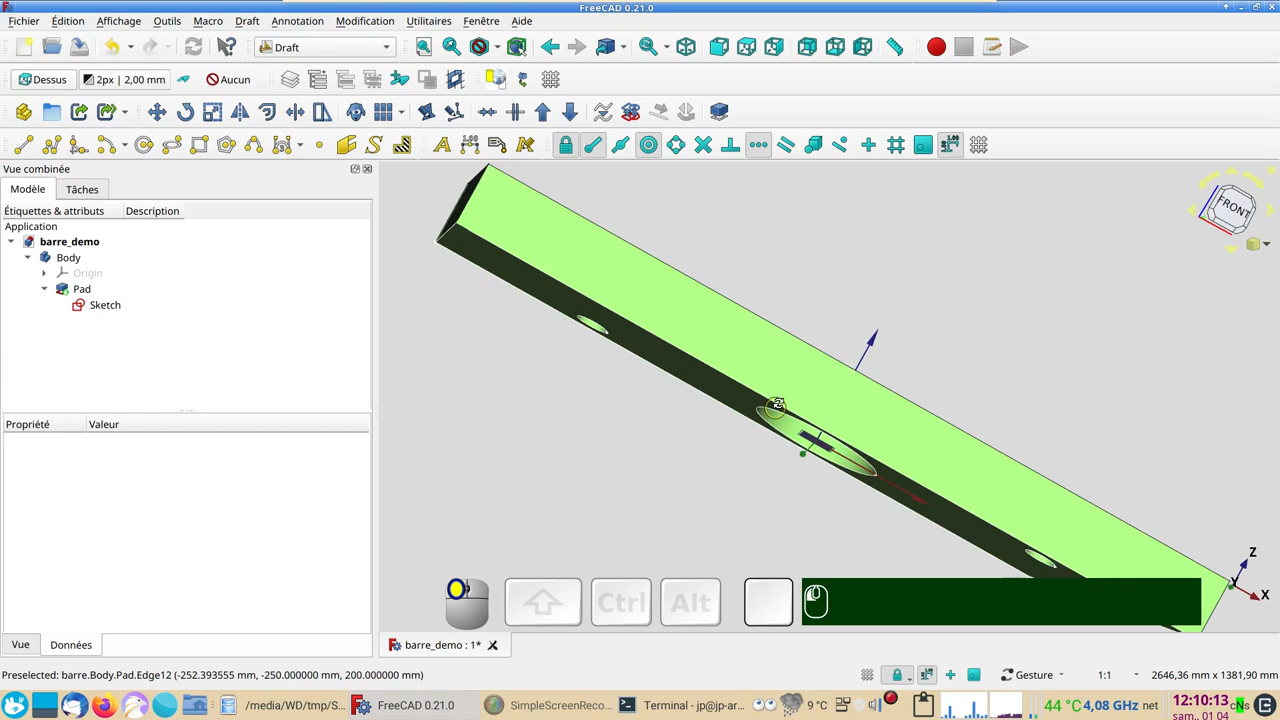 FreeCAD 0.21.0
Fichier Édition Affichage Outils Macro Draft Annotation Modification Utilitaires Fenêtre Aide
Draft
Dessus 2px | 2,00 mm Aucun
Vue combinée
Modèle Tâches
Étiquettes & attributs Description
Application
barre_demo
Body
Origin
Pad
Sketch
FRONT
Propriété Valeur
Z
Y
X
Ctrl Alt
Vue Données
barre_demo : 1*
Preselected: barre.Body.Pad.Edge12 (-252.393555 mm, -250.000000 mm, 200.000000 mm)
Gesture 1:1 2646,36 mm x 1381,90 mm
/media/WD/tmp/S... FreeCAD 0.21.0 SimpleScreenReco... Terminal - jp@jp-ar... 9 °C 44 °C 4,08 GHz net
12:10:13
sam., 01 04